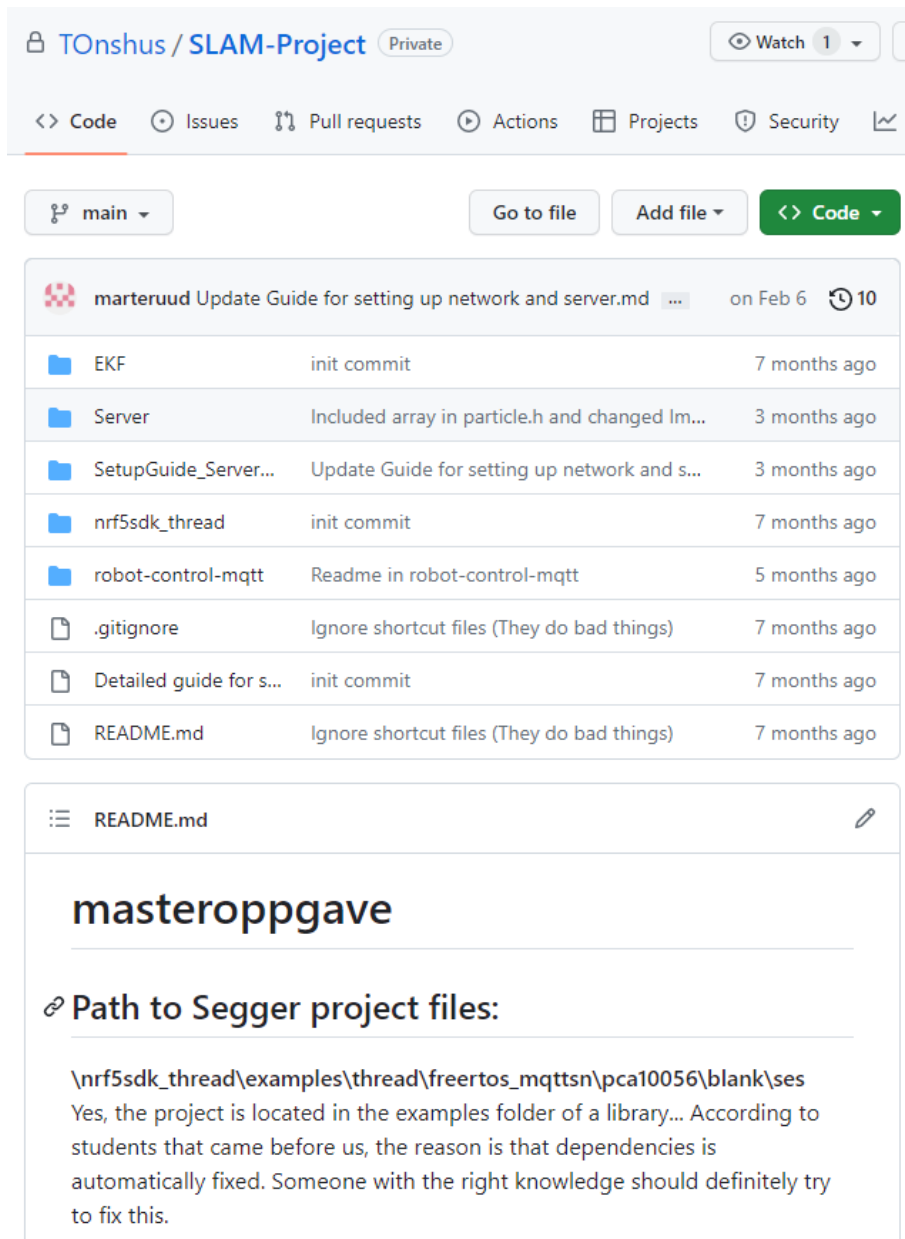 TOnshus / SLAM-Project Private Watch 1
Code Issues Pull requests Actions Projects Security
main Go to file Add file Code
marteruud Update Guide for setting up network and server.md ... on Feb 6 10
EKF init commit 7 months ago
Server Included array in particle.h and changed lm... 3 months ago
SetupGuide_Server... Update Guide for setting up network and s... 3 months ago
nrf5sdk_thread init commit 7 months ago
robot-control-mqtt Readme in robot-control-mqtt 5 months ago
.gitignore Ignore shortcut files (They do bad things) 7 months ago
Detailed guide for s... init commit 7 months ago
README.md Ignore shortcut files (They do bad things) 7 months ago
README.md
masteroppgave
Path to Segger project files:
\nrf5sdk_thread\examples\thread\freertos_mqttsn\pca10056\blank\ses
Yes, the project is located in the examples folder of a library... According to
students that came before us, the reason is that dependencies is
automatically fixed. Someone with the right knowledge should definitely try
to fix this.